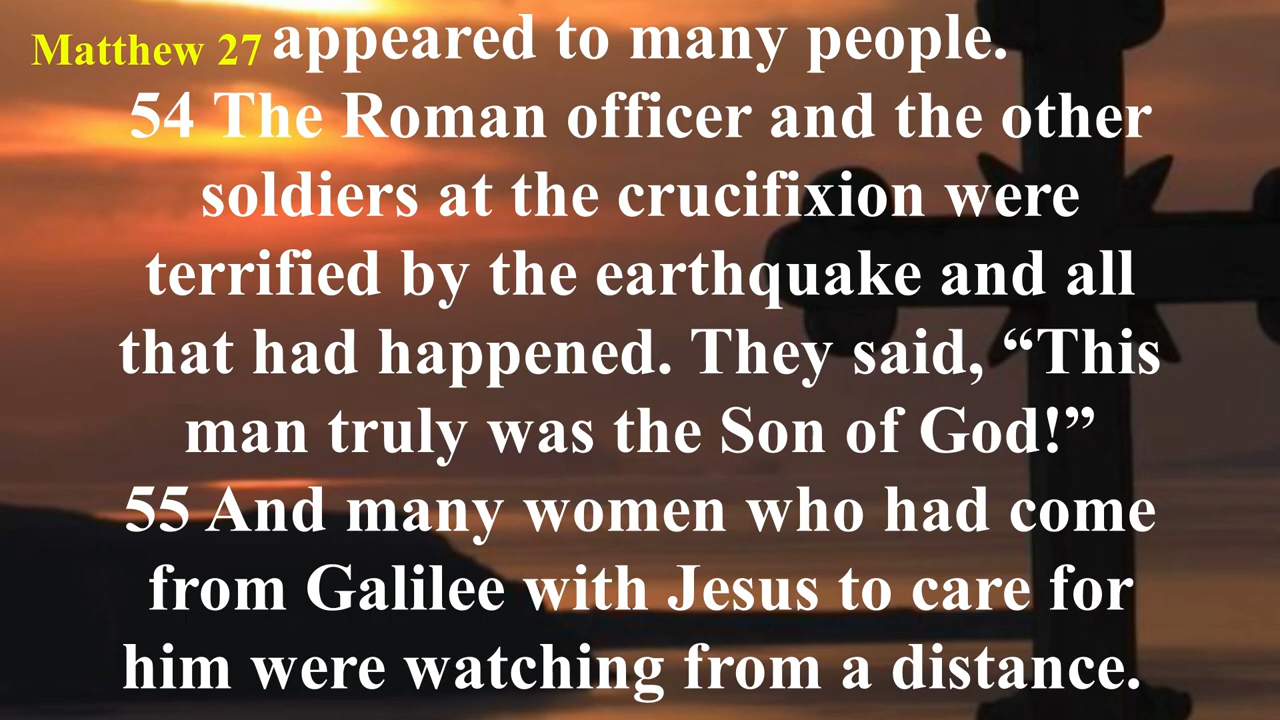 Matthew 27 appeared to many people.
54 The Roman officer and the other
soldiers at the crucifixion were
terrified by the earthquake and all
that had happened. They said, “This
man truly was the Son of God!”
55 And many women who had come
from Galilee with Jesus to care for
him were watching from a distance.